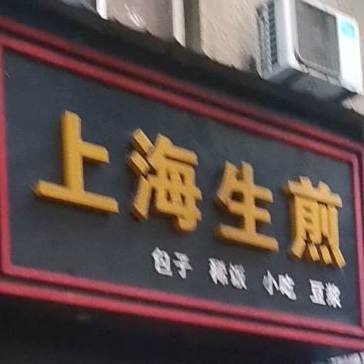 上海生煎
包子 稀饭 小吃 豆浆